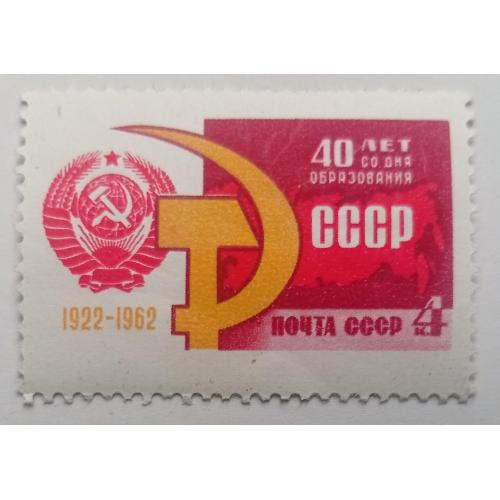 40 ЛЕТ
СО ДНЯ
ОБРАЗОВАНИЯ
СССР
1922-1962
ПОЧТА СССР 4